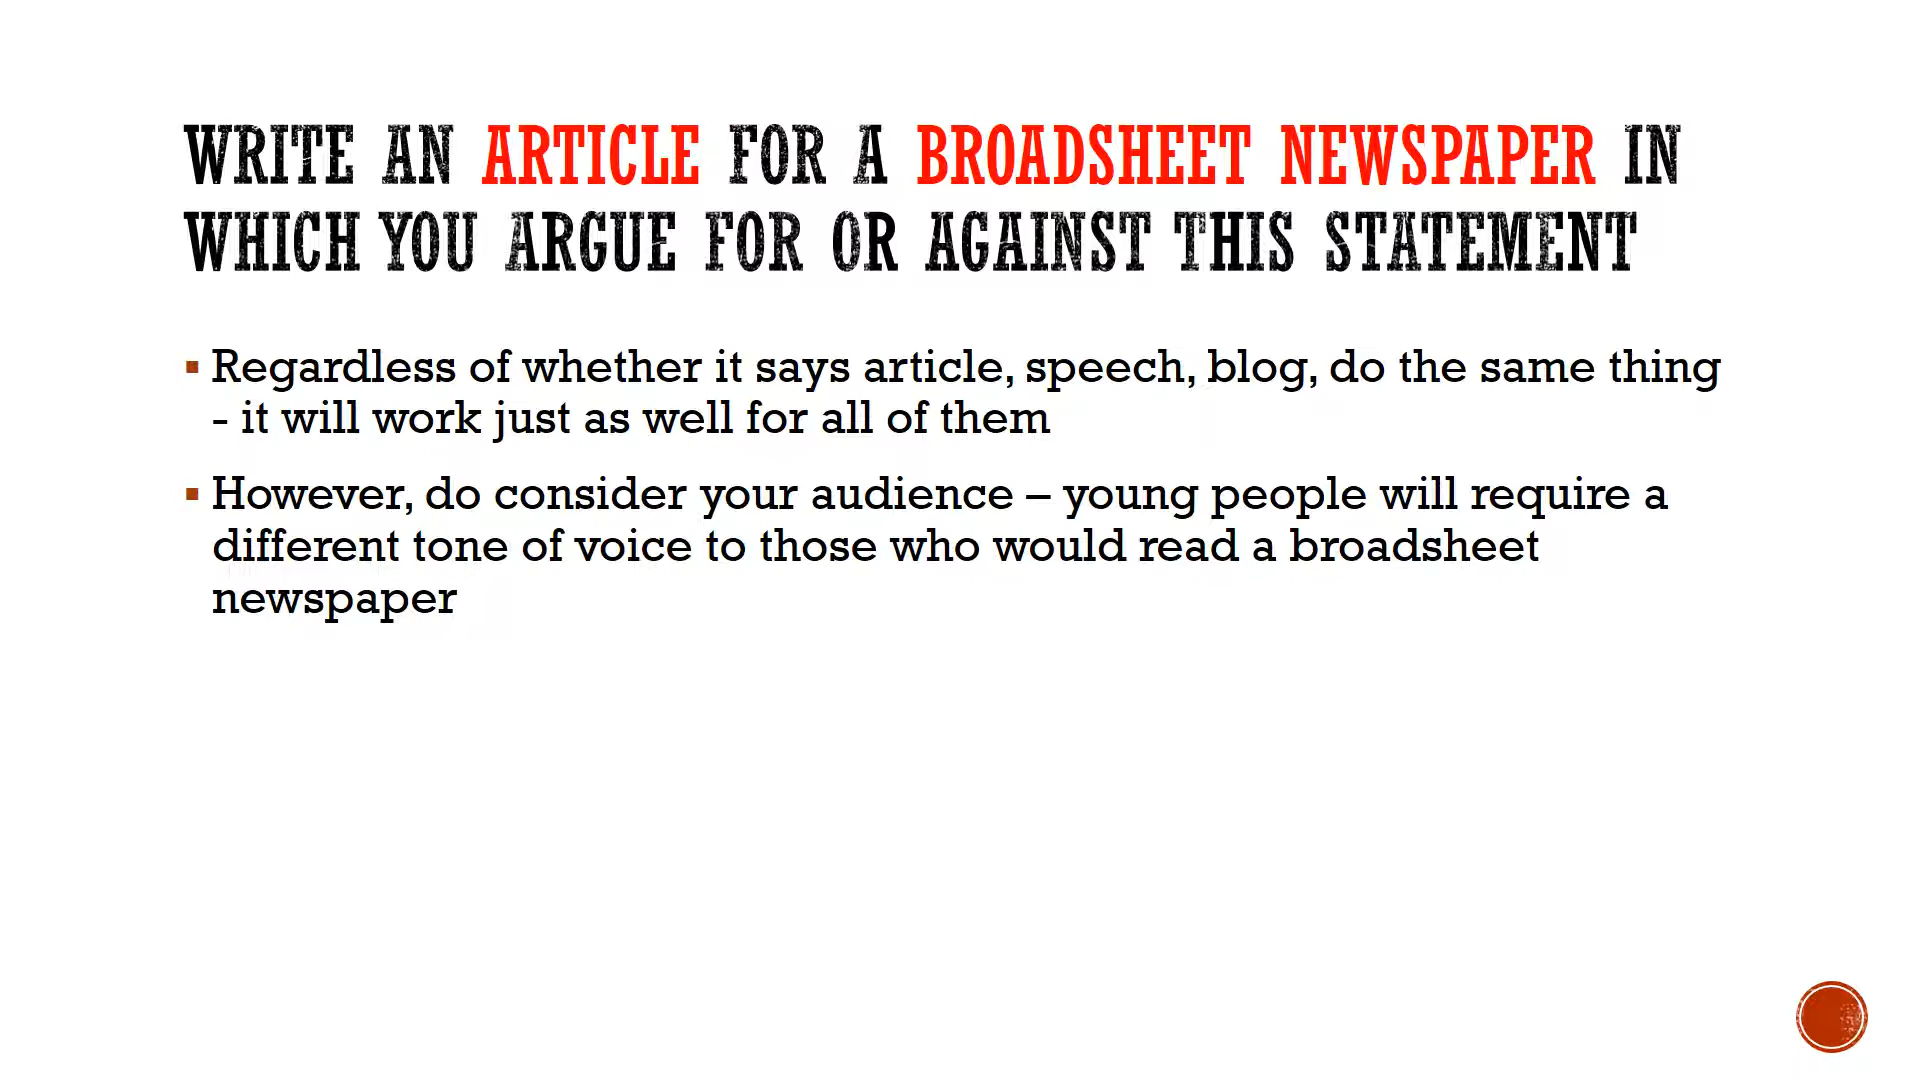 WRITE AN ARTICLE FOR A BROADSHEET NEWSPAPER IN
WHICH YOU ARGUE FOR OR AGAINST THIS STATEMENT
Regardless of whether it says article, speech, blog, do the same thing
- it will work just as well for all of them
However, do consider your audience – young people will require a
different tone of voice to those who would read a broadsheet
newspaper